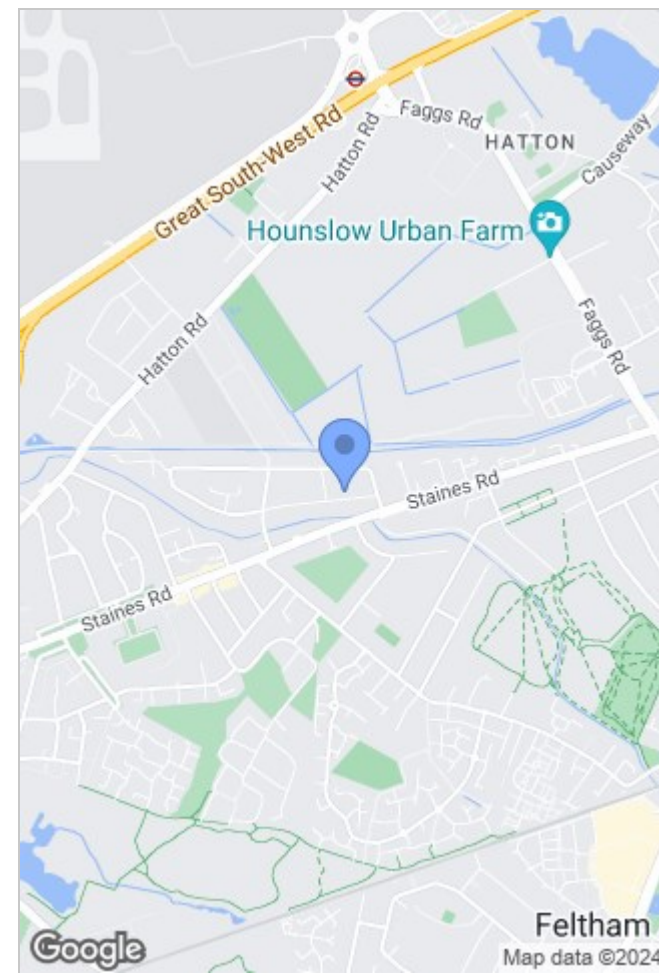 Faggs Rd
HATTON
Great South-West Rd
Hatton Rd
Causeway
Hounslow Urban Farm
Hatton Rd
Faggs Rd
Staines Rd
Staines Rd
Feltham
Google
Map data ©2024